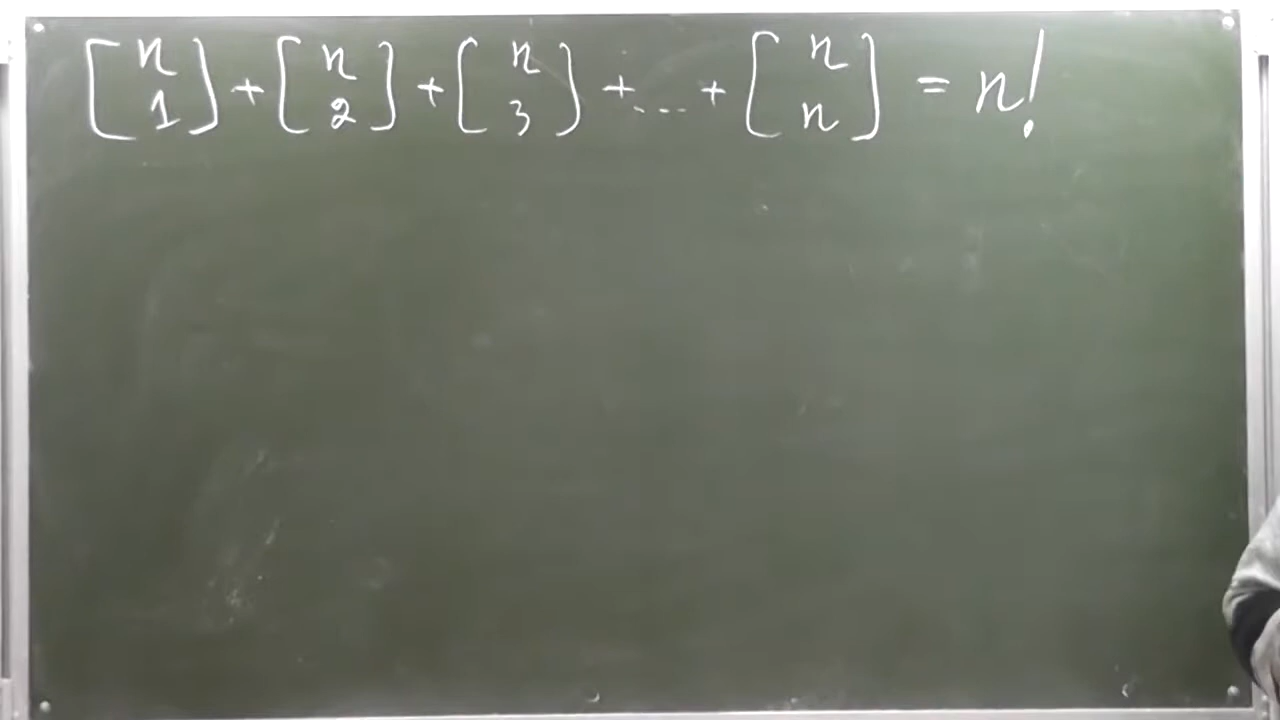 [n 1] + [n 2] + [n 3] + ... + [n n] = n!